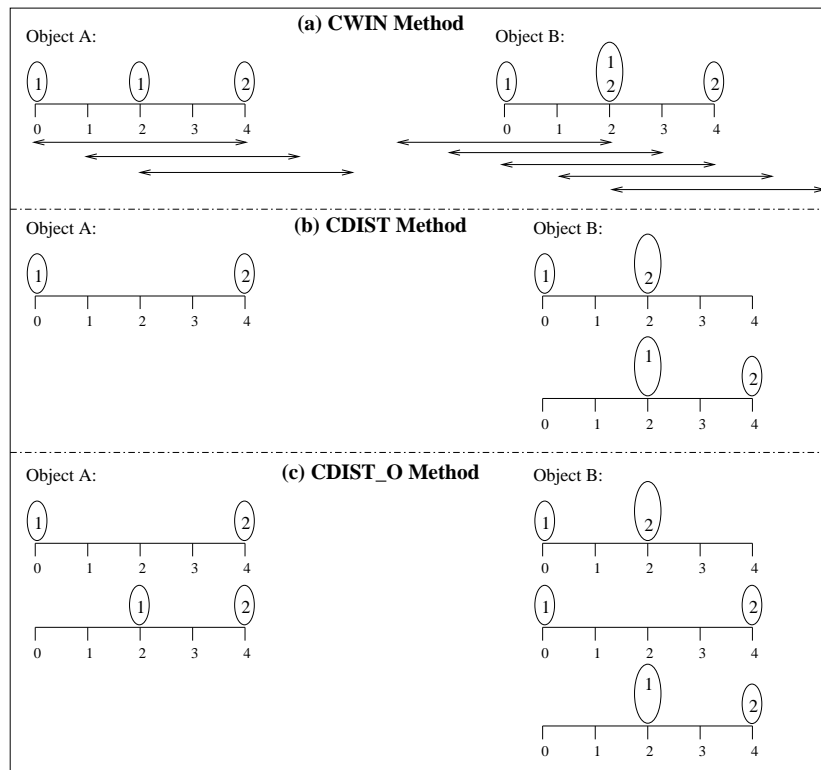 (a) CWIN Method
Object A: Object B:
1 1 2 1 1 2
2
0 1 2 3 4 0 1 2 3 4
(b) CDIST Method
Object A: Object B:
1 2 1 2
0 1 2 3 4 0 1 2 3 4
1 2
0 1 2 3 4
(c) CDIST_O Method
Object A: Object B:
1 2 1 2
0 1 2 3 4 0 1 2 3 4
1 2 1 2
0 1 2 3 4 0 1 2 3 4
1 2
0 1 2 3 4